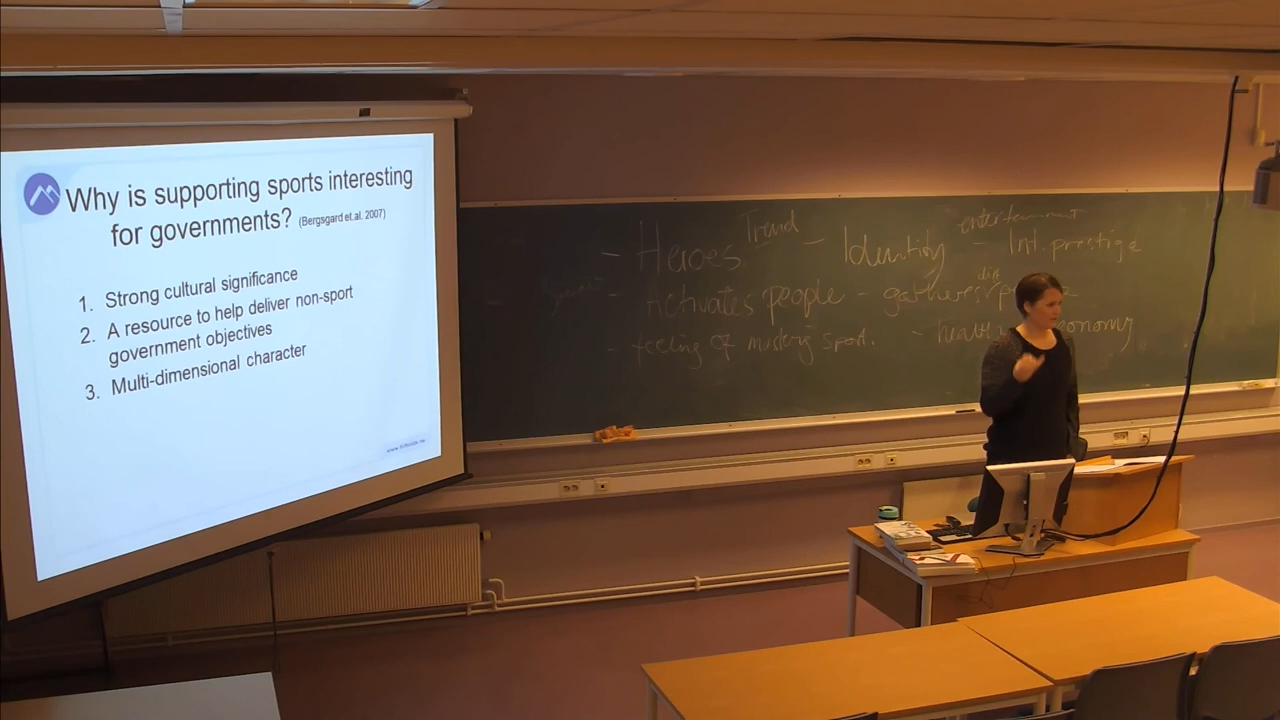 Why is supporting sports interesting
for governments? (Bergsgard et.al. 2007)
1. Strong cultural significance
2. A resource to help deliver non-sport
government objectives
3. Multi-dimensional character
Trend
entertainment
- Heroes - Identity - Int. prestige
diff
- Activates people - gathers
- feeling of - health economy